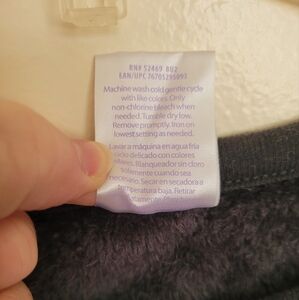 RN# 52469 BU2
EAN/UPC 76705295093
Machine wash cold gentle cycle
with like colors. Only
non-chlorine bleach when
needed. Tumble dry low.
Remove promptly. Iron on
lowest setting as needed.
Lavar a máquina en agua fría
ciclo delicado con colores
Blanqueador sin cloro
solamente cuando sea
necesario. Secar en secadora a
temperatura baja. Retirar